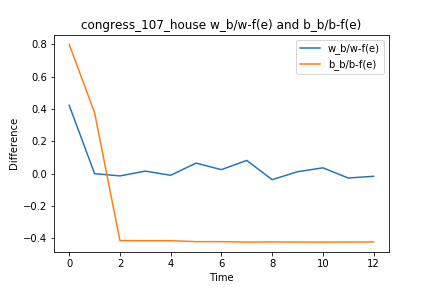 congress_107_house w_b/w-f(e) and b_b/b-f(e)
w_b/w-f(e)
b_b/b-f(e)
Difference
0.8
0.6
0.4
0.2
0.0
−0.2
−0.4
0 2 4 6 8 10 12
Time